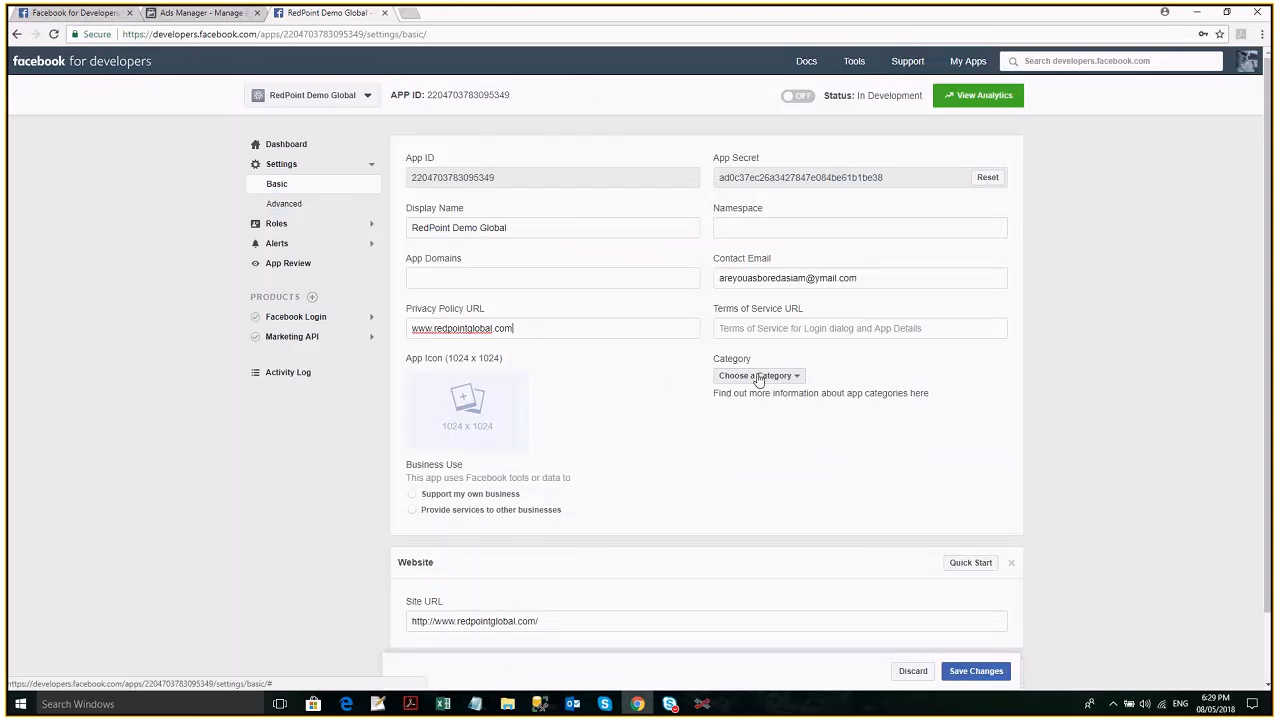 Facebook for Developers
Ads Manager - Manage
RedPoint Demo Global -
Secure https://developers.facebook.com/apps/2204703783095349/settings/basic/
facebook for developers
Docs Tools Support My Apps Search developers.facebook.com
RedPoint Demo Global
APP ID: 2204703783095349
OFF Status: In Development
View Analytics
Dashboard
Settings
Basic
Advanced
Roles
Alerts
App Review
PRODUCTS
Facebook Login
Marketing API
Activity Log
App ID
2204703783095349
App Secret
ad0c37ec26a3427847e084be61b1be38 Reset
Display Name
RedPoint Demo Global
Namespace
App Domains
Contact Email
areyouasboredasiam@ymail.com
Privacy Policy URL
www.redpointglobal.com
Terms of Service URL
Terms of Service for Login dialog and App Details
App Icon (1024 x 1024)
1024 x 1024
Category
Choose a Category
Find out more information about app categories here
Business Use
This app uses Facebook tools or data to
Support my own business
Provide services to other businesses
Website
Quick Start
Site URL
http://www.redpointglobal.com/
Discard Save Changes
https://developers.facebook.com/apps/2204703783095349/settings/basic/#
Search Windows
ENG
6:29 PM
08/05/2018